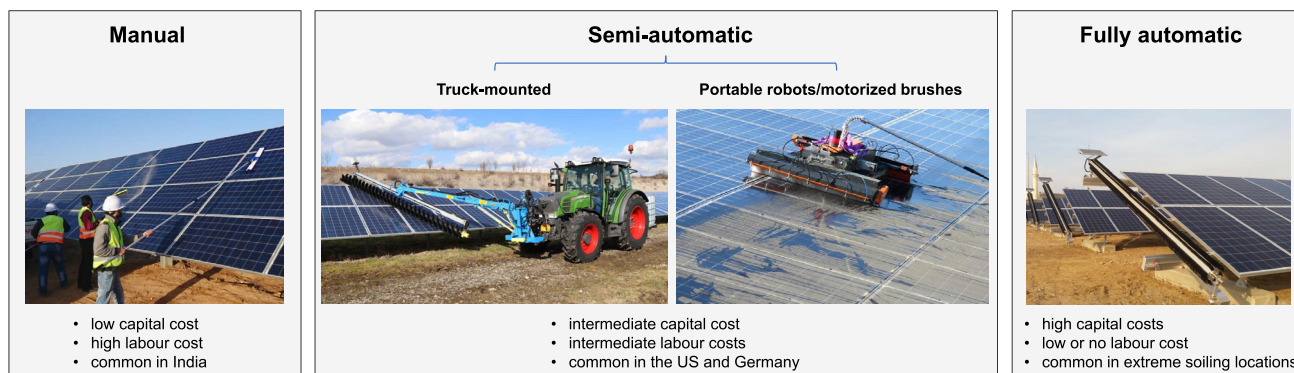 Manual
• low capital cost
• high labour cost
• common in India
Semi-automatic
Truck-mounted
Portable robots/motorized brushes
• intermediate capital cost
• intermediate labour costs
• common in the US and Germany
Fully automatic
• high capital costs
• low or no labour cost
• common in extreme soiling locations